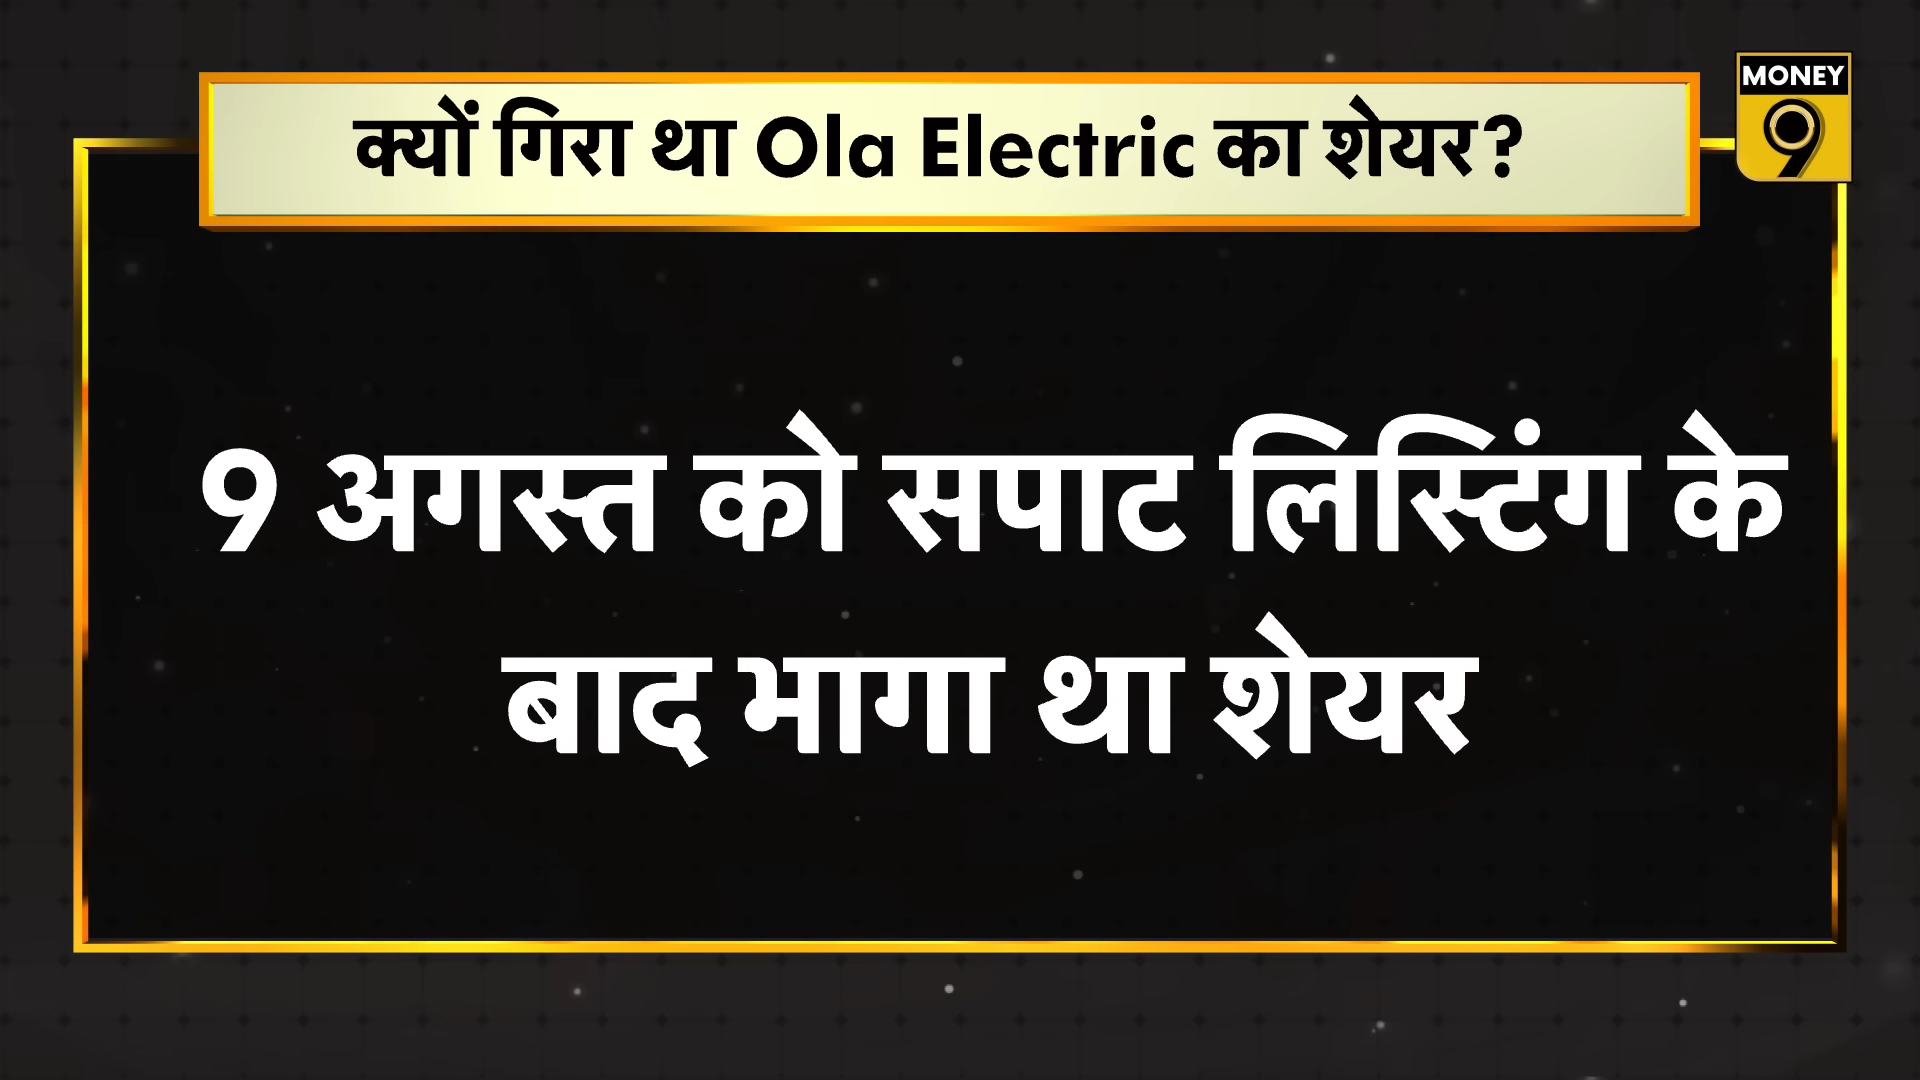 क्यों गिरा था Ola Electric का शेयर?
MONEY
9
9 अगस्त को सपाट लिस्टिंग के
बाद भागा था शेयर